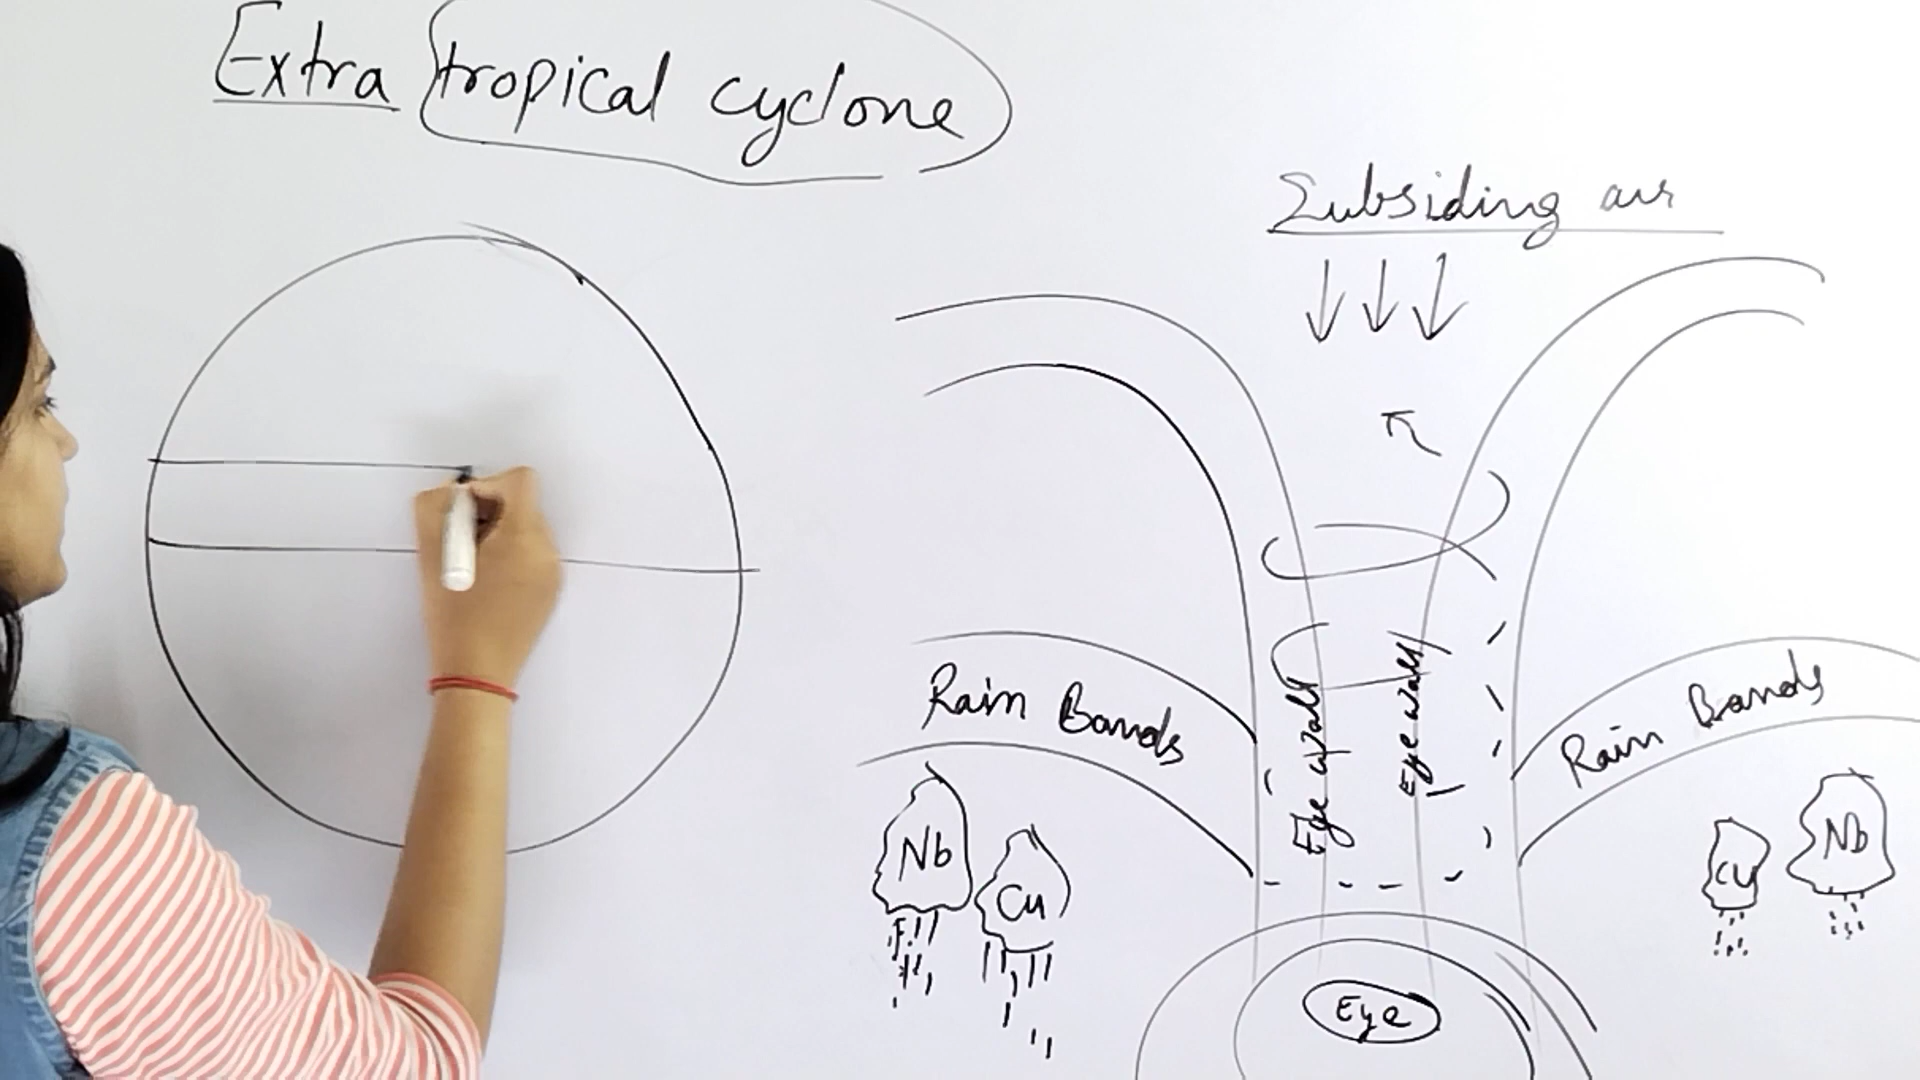 Extra tropical cyclone
Subsiding air
Rain Bands
Eye wall
Eye wall
Rain Bands
Nb
Cu
Cu
Nb
Eye